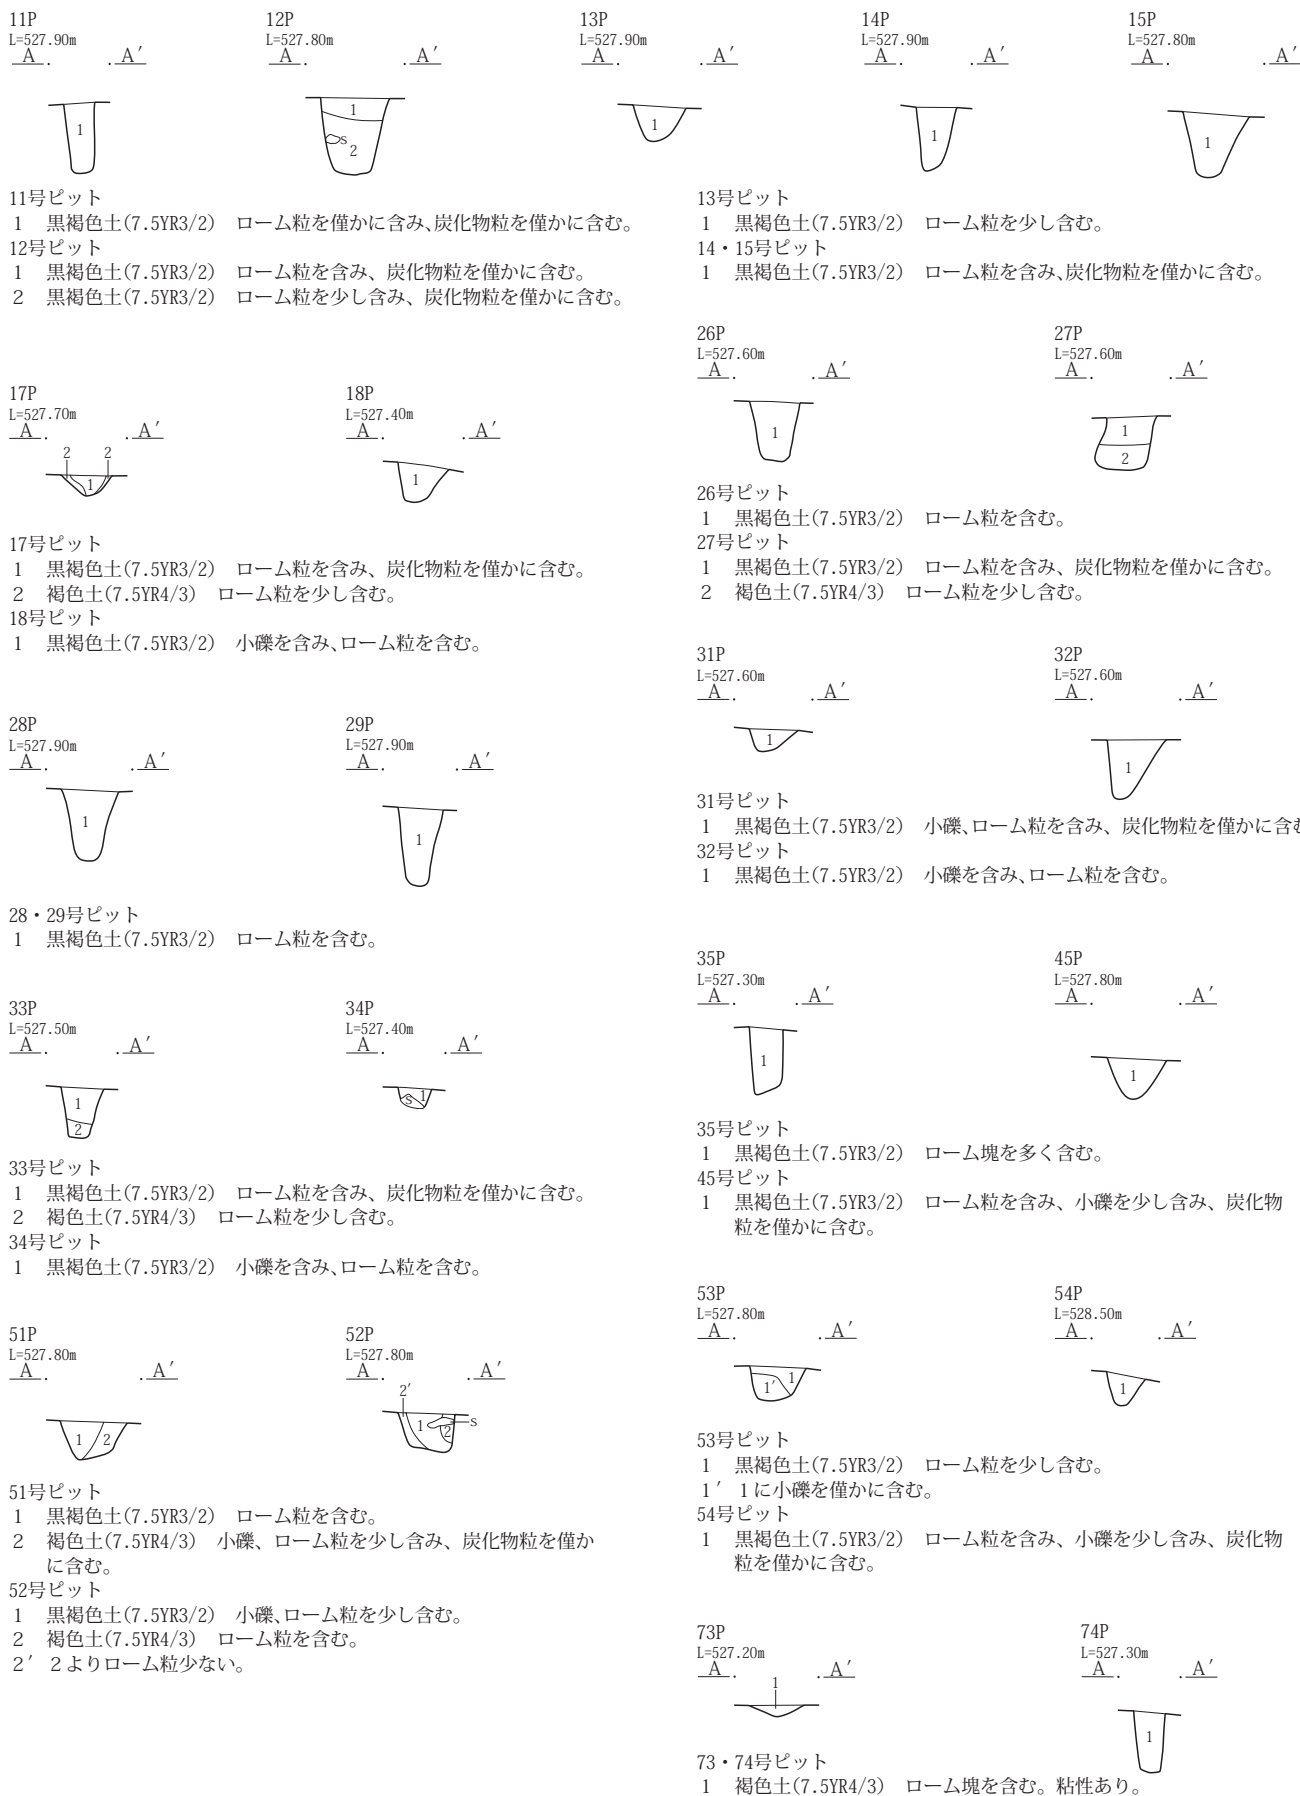 11P
L=527.90m
A . . A′
1
12P
L=527.80m
A . . A′
1
S
2
13P
L=527.90m
A . . A′
1
14P
L=527.90m
A . . A′
1
15P
L=527.80m
A . . A′
1
11号ピット
1 黒褐色土(7.5YR3/2) ローム粒を僅かに含み、炭化物粒を僅かに含む。
12号ピット
1 黒褐色土(7.5YR3/2) ローム粒を含み、炭化物粒を僅かに含む。
2 黒褐色土(7.5YR3/2) ローム粒を少し含み、炭化物粒を僅かに含む。
13号ピット
1 黒褐色土(7.5YR3/2) ローム粒を少し含む。
14・15号ピット
1 黒褐色土(7.5YR3/2) ローム粒を含み、炭化物粒を僅かに含む。
17P
L=527.70m
A . . A′
2 2
1
18P
L=527.40m
A . . A′
1
17号ピット
1 黒褐色土(7.5YR3/2) ローム粒を含み、炭化物粒を僅かに含む。
2 褐色土(7.5YR4/3) ローム粒を少し含む。
18号ピット
1 黒褐色土(7.5YR3/2) 小礫を含み、ローム粒を含む。
26P
L=527.60m
A . . A′
1
27P
L=527.60m
A . . A′
1
2
26号ピット
1 黒褐色土(7.5YR3/2) ローム粒を含む。
27号ピット
1 黒褐色土(7.5YR3/2) ローム粒を含み、炭化物粒を僅かに含む。
2 褐色土(7.5YR4/3) ローム粒を少し含む。
28P
L=527.90m
A . . A′
1
29P
L=527.90m
A . . A′
1
28・29号ピット
1 黒褐色土(7.5YR3/2) ローム粒を含む。
31P
L=527.60m
A . . A′
1
32P
L=527.60m
A . . A′
1
31号ピット
1 黒褐色土(7.5YR3/2) 小礫、ローム粒を含み、炭化物粒を僅かに含
32号ピット
1 黒褐色土(7.5YR3/2) 小礫を含み、ローム粒を含む。
33P
L=527.50m
A . . A′
1
2
34P
L=527.40m
A . . A′
S 1
33号ピット
1 黒褐色土(7.5YR3/2) ローム粒を含み、炭化物粒を僅かに含む。
2 褐色土(7.5YR4/3) ローム粒を少し含む。
34号ピット
1 黒褐色土(7.5YR3/2) 小礫を含み、ローム粒を含む。
35P
L=527.30m
A . . A′
1
45P
L=527.80m
A . . A′
1
35号ピット
1 黒褐色土(7.5YR3/2) ローム塊を多く含む。
45号ピット
1 黒褐色土(7.5YR3/2) ローム粒を含み、小礫を少し含み、炭化物
粒を僅かに含む。
51P
L=527.80m
A . . A′
1 2
52P
L=527.80m
A . . A′
2′
1 S
2
51号ピット
1 黒褐色土(7.5YR3/2) ローム粒を含む。
2 褐色土(7.5YR4/3) 小礫、ローム粒を少し含み、炭化物粒を僅か
に含む。
52号ピット
1 黒褐色土(7.5YR3/2) 小礫、ローム粒を少し含む。
2 褐色土(7.5YR4/3) ローム粒を含む。
2′ 2よりローム粒少ない。
53P
L=527.80m
A . . A′
1′ 1
54P
L=528.50m
A . . A′
1
53号ピット
1 黒褐色土(7.5YR3/2) ローム粒を少し含む。
1′ 1に小礫を僅かに含む。
54号ピット
1 黒褐色土(7.5YR3/2) ローム粒を含み、小礫を少し含み、炭化物
粒を僅かに含む。
73P
L=527.20m
A . . A′
1
74P
L=527.30m
A . . A′
1
73・74号ピット
1 褐色土(7.5YR4/3) ローム塊を含む。粘性あり。